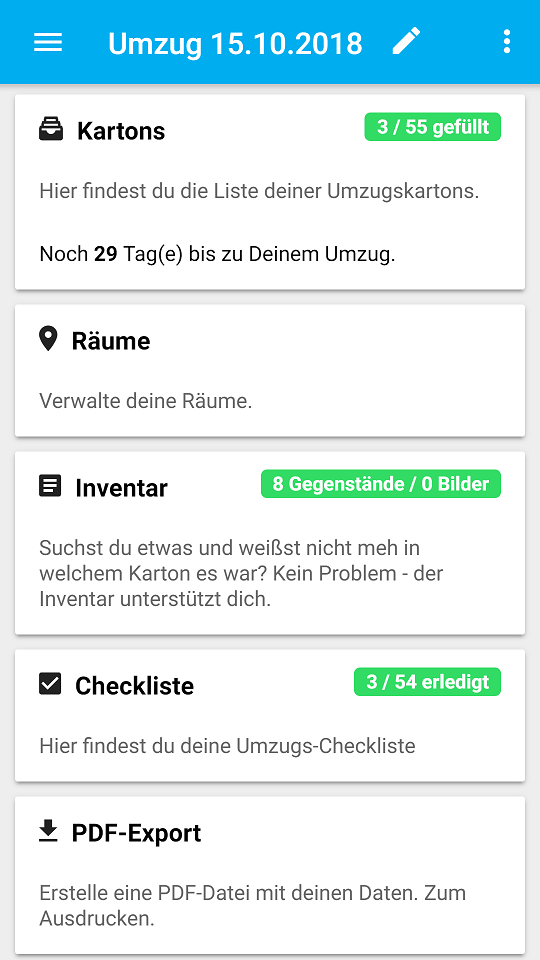 Umzug 15.10.2018
Kartons
3 / 55 gefüllt
Hier findest du die Liste deiner Umzugskartons.
Noch 29 Tag(e) bis zu Deinem Umzug.
Räume
Verwalte deine Räume.
Inventar
8 Gegenstände / 0 Bilder
Suchst du etwas und weißst nicht meh in
welchem Karton es war? Kein Problem - der
Inventar unterstützt dich.
Checkliste
3 / 54 erledigt
Hier findest du deine Umzugs-Checkliste
PDF-Export
Erstelle eine PDF-Datei mit deinen Daten. Zum
Ausdrucken.